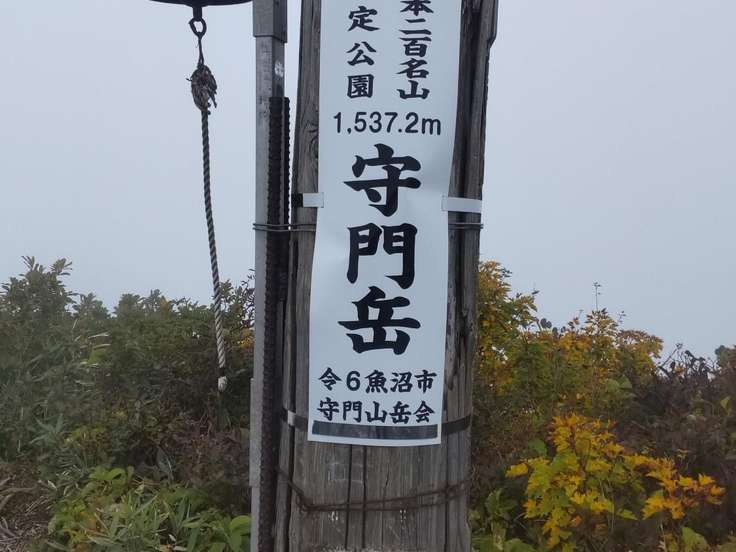 本二百名山
定公園
1,537.2m
守門岳
令6魚沼市
守門山岳会